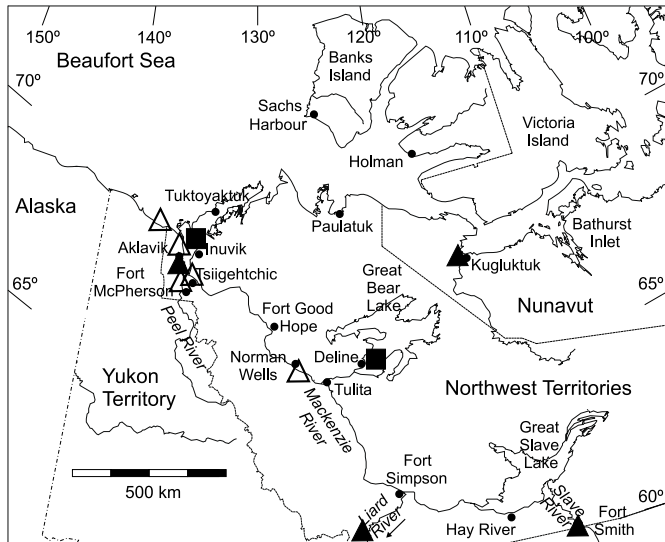 150º 140º 130º 120º 110º 100º
Beaufort Sea
Banks
Island
70º
70º
Sachs
Harbour
Victoria
Island
Holman
Alaska
Tuktoyaktuk
Paulatuk
Bathurst
Inlet
Aklavik
Inuvik
Kugluktuk
Fort
McPherson
Tsiigehtchic
Great
Bear
Lake
65º
65º
Nunavut
Fort Good
Hope
Peel River
Norman
Wells
Deline
Yukon
Territory
Tulita
Northwest Territories
Mackenzie
River
Great
Slave
Lake
Fort
Simpson
500 km
Liard
River
Hay River
Slave
River
60º
Fort
Smith